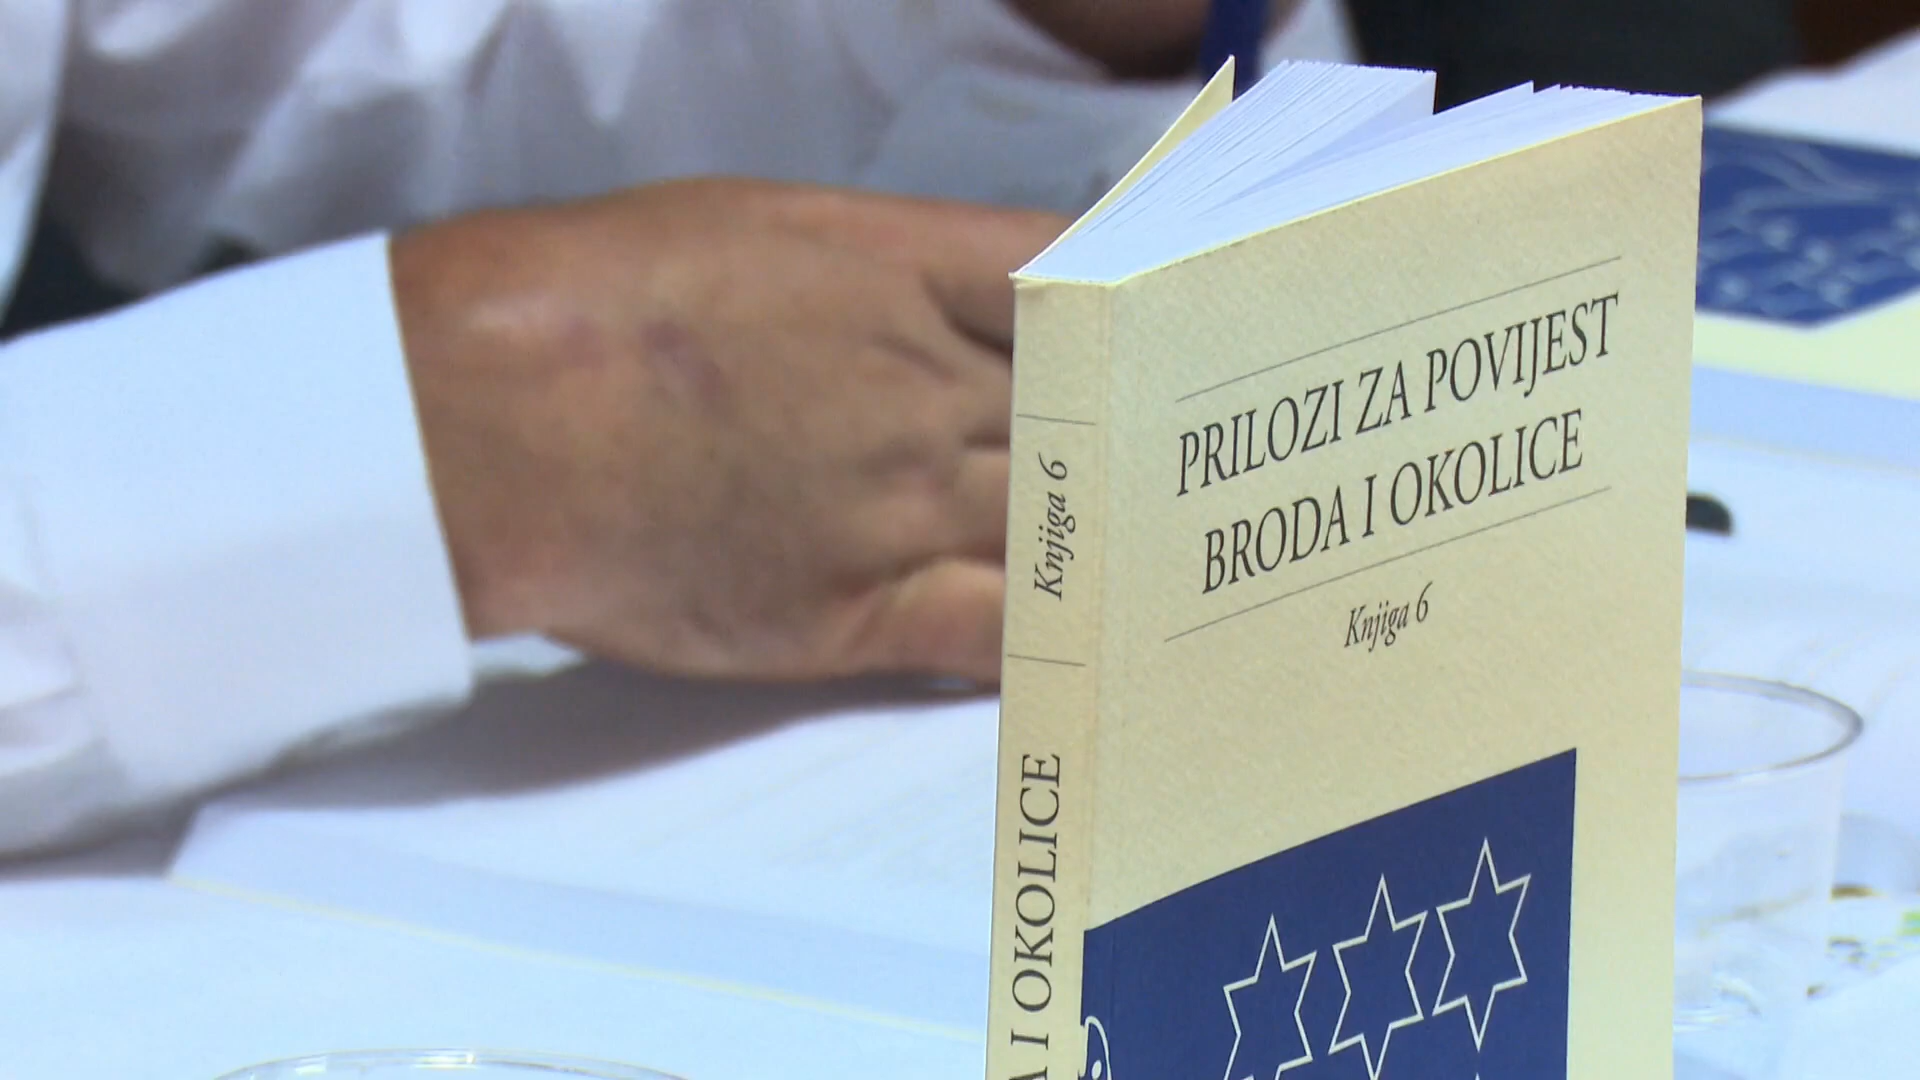 PRILOZI ZA POVIJEST
BRODA I OKOLICE
Knjiga 6
Knjiga 6
A I OKOLICE